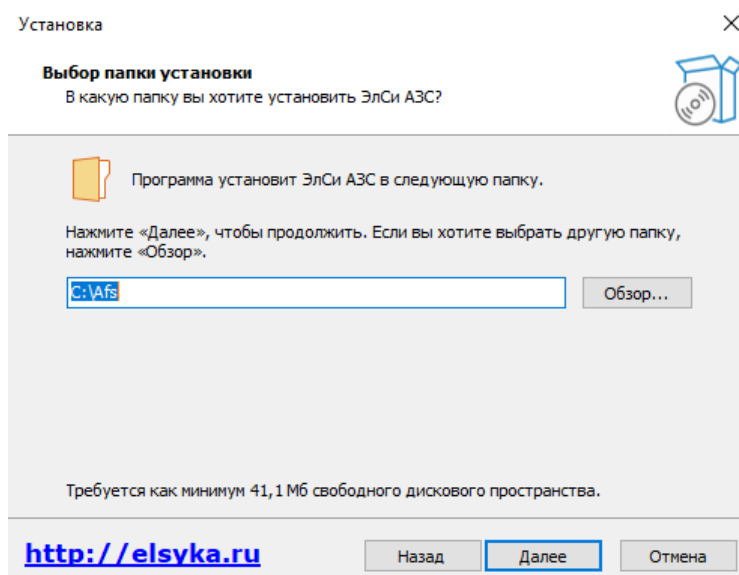 Установка
Выбор папки установки
В какую папку вы хотите установить ЭлСи АЗС?
Программа установит ЭлСи АЗС в следующую папку.
Нажмите «Далее», чтобы продолжить. Если вы хотите выбрать другую папку,
нажмите «Обзор».
C:\Afs
Обзор...
Требуется как минимум 41,1 Мб свободного дискового пространства.
http://elsyka.ru
Назад
Далее
Отмена